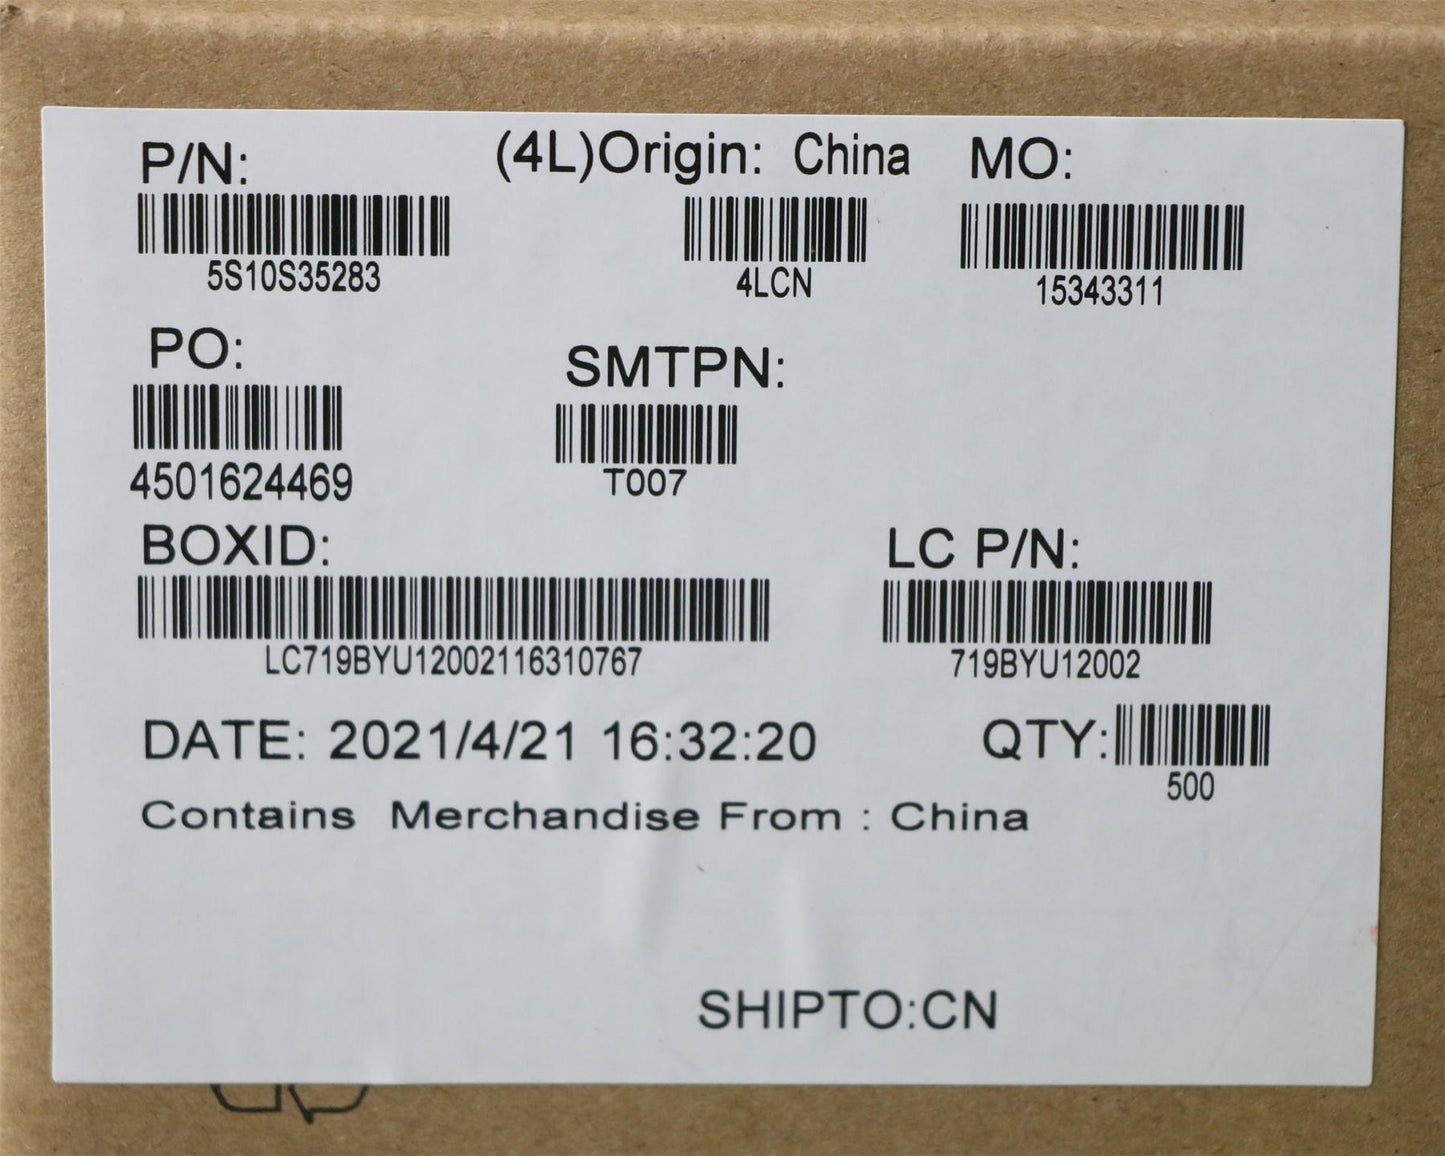 P/N: (4L)Origin: China MO:
5S10S35283 4LCN 15343311
PO: SMTPN:
4501624469 T007
BOXID: LC P/N:
LC719BYU12002116310767 719BYU12002
DATE: 2021/4/21 16:32:20 QTY:
500
Contains Merchandise From : China
SHIPTO:CN